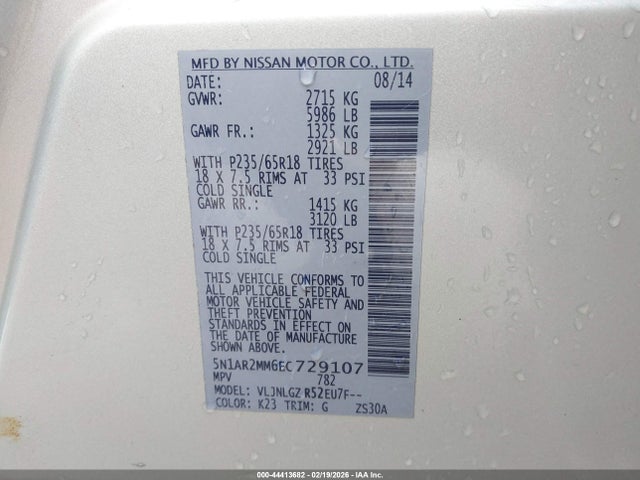 MFD BY NISSAN MOTOR CO., LTD.
DATE: 08/14
GVWR: 2715 KG
5986 LB
GAWR FR.: 1325 KG
2921 LB
WITH P235/65R18 TIRES
18 X 7.5 RIMS AT 33 PSI
COLD SINGLE
GAWR RR.: 1415 KG
3120 LB
WITH P235/65R18 TIRES
18 X 7.5 RIMS AT 33 PSI
COLD SINGLE
THIS VEHICLE CONFORMS TO
ALL APPLICABLE FEDERAL
MOTOR VEHICLE SAFETY AND
THEFT PREVENTION
STANDARDS IN EFFECT ON
THE DATE OF MANUFACTURE
SHOWN ABOVE.
5N1AR2MM6EC729107
MPV 782
MODEL: VLJNLGZ R52EU7F--
COLOR: K23 TRIM: G ZS30A
000-44413682 - 02/19/2026 - IAA Inc.